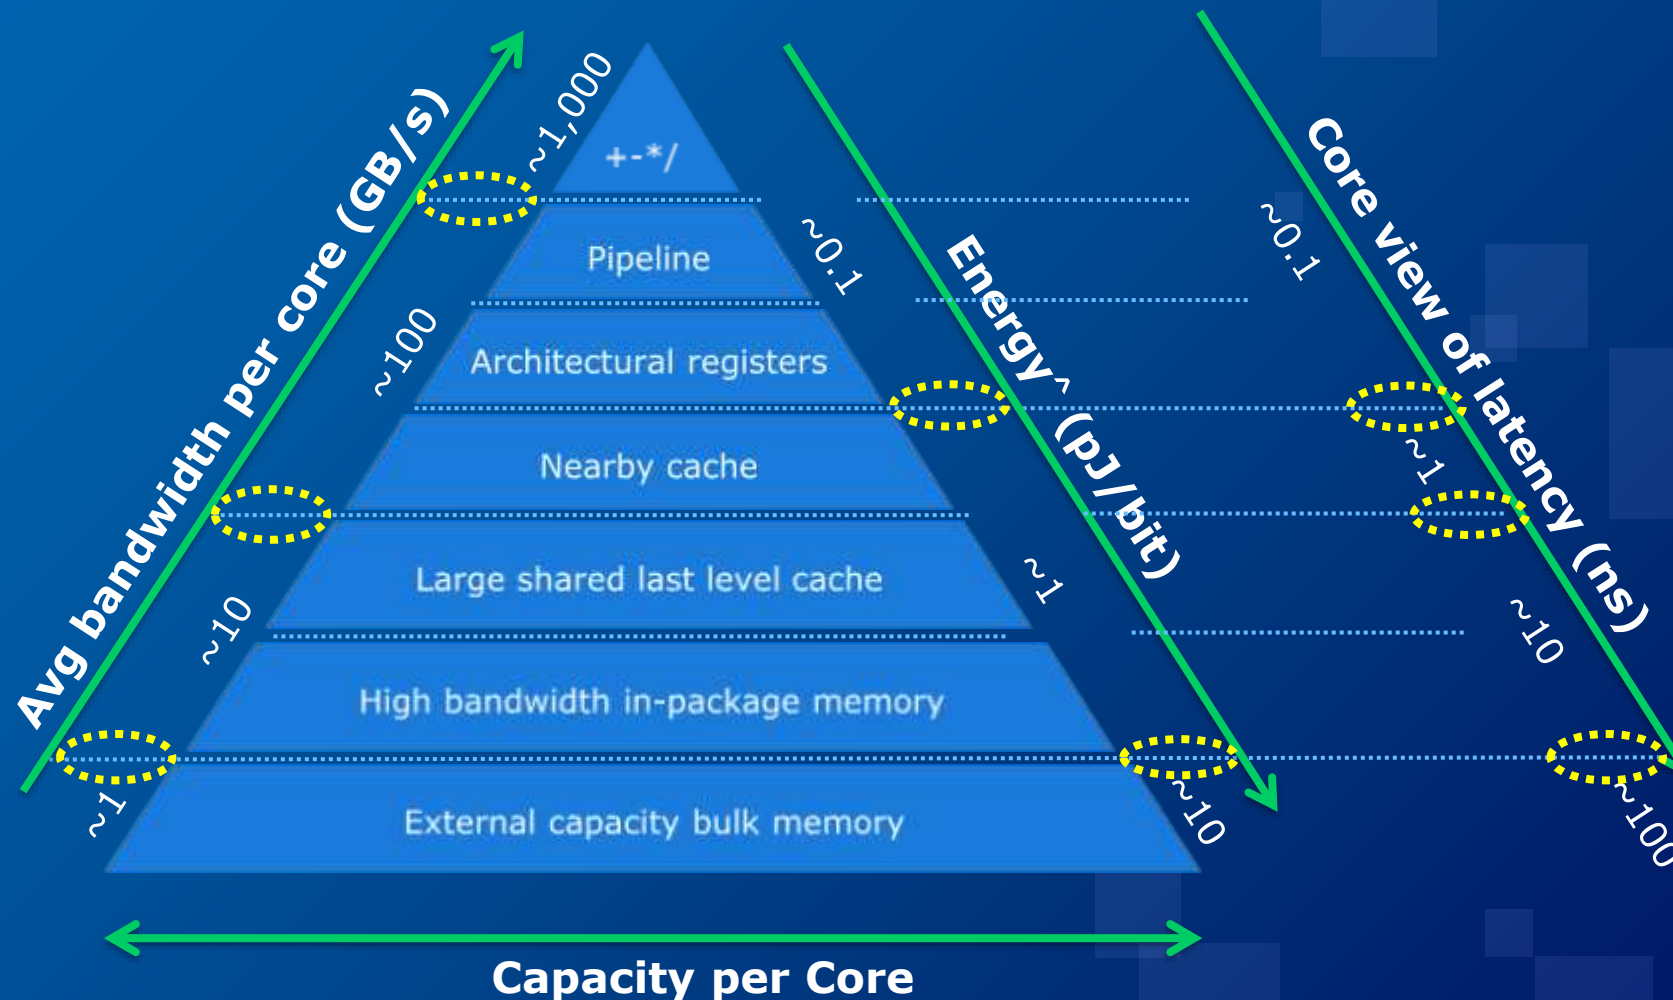 Avg bandwidth per core (GB/s)
~1,000
~100
~10
~1
+-*/
Pipeline
Architectural registers
Nearby cache
Large shared last level cache
High bandwidth in-package memory
External capacity bulk memory
Energy^ (pJ/bit)
~0.1
~1
~10
Core view of latency (ns)
~0.1
~1
~10
~100
Capacity per Core